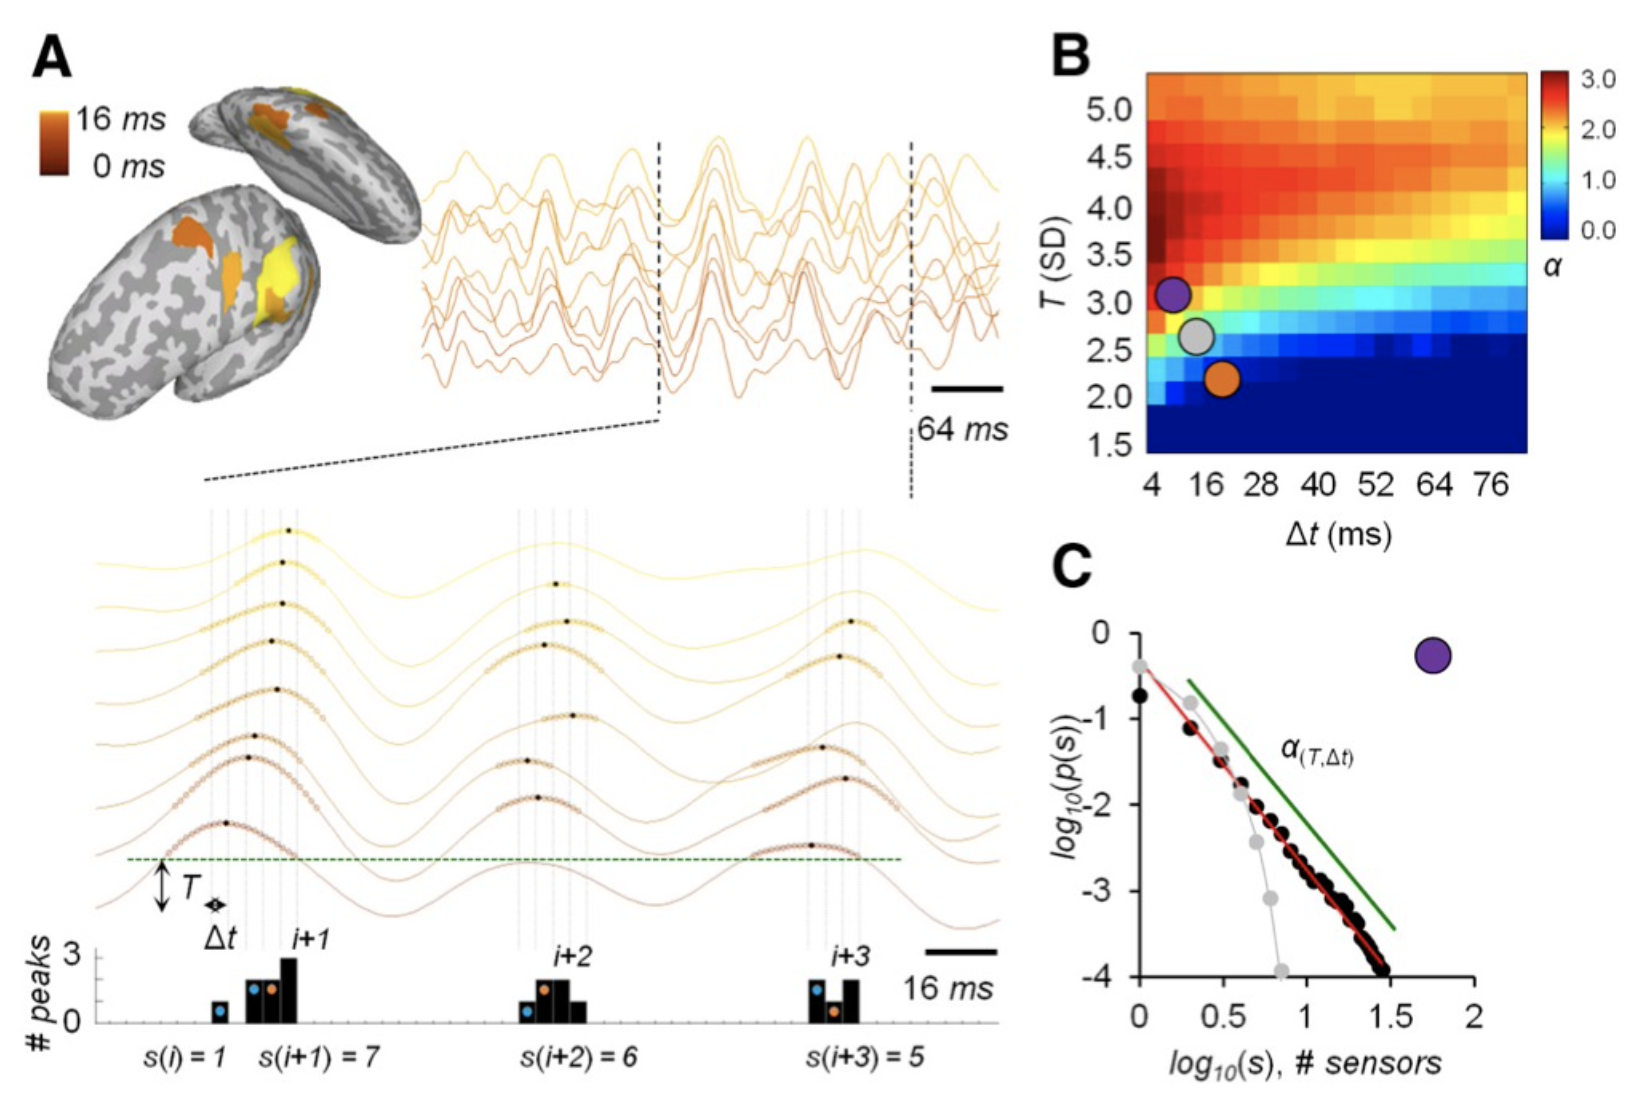 A
16 ms
0 ms
64 ms
T
Δt
i+1
i+2
i+3
16 ms
# peaks
3
0
s(i) = 1
s(i+1) = 7
s(i+2) = 6
s(i+3) = 5
B
T (SD)
5.0
4.5
4.0
3.5
3.0
2.5
2.0
1.5
4 16 28 40 52 64 76
Δt (ms)
3.0
2.0
1.0
0.0
α
C
log10(p(s))
0
-1
-2
-3
-4
α(T,Δt)
0 0.5 1 1.5 2
log10(s), # sensors